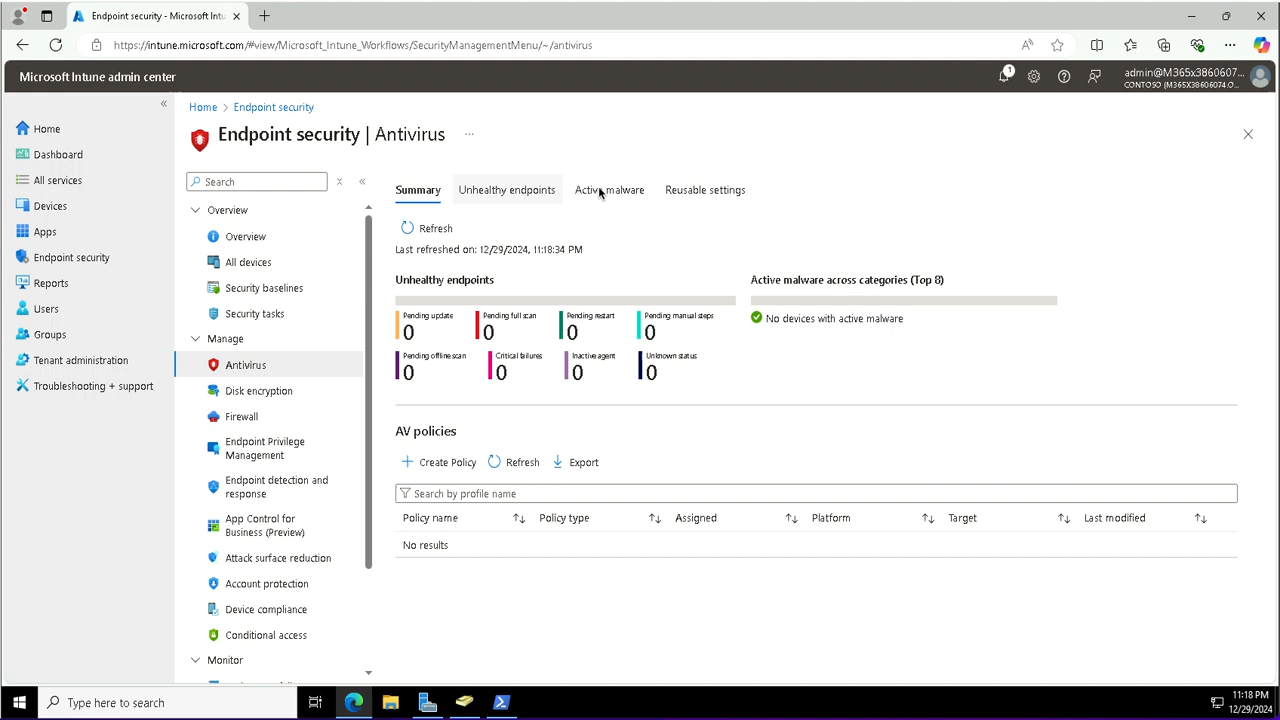 Endpoint security - Microsoft Intu
https://intune.microsoft.com/#view/Microsoft_Intune_Workflows/SecurityManagementMenu/~/antivirus
Microsoft Intune admin center
1
admin@M365x3860607...
CONTOSO (M365X38606074.O...
Home
Dashboard
All services
Devices
Apps
Endpoint security
Reports
Users
Groups
Tenant administration
Troubleshooting + support
Home > Endpoint security
Endpoint security | Antivirus
Search
Overview
Overview
All devices
Security baselines
Security tasks
Manage
Antivirus
Disk encryption
Firewall
Endpoint Privilege
Management
Endpoint detection and
response
App Control for
Business (Preview)
Attack surface reduction
Account protection
Device compliance
Conditional access
Monitor
Summary Unhealthy endpoints Active malware Reusable settings
Refresh
Last refreshed on: 12/29/2024, 11:18:34 PM
Unhealthy endpoints
Pending update
0
Pending full scan
0
Pending restart
0
Pending manual steps
0
Pending offline scan
0
Critical failures
0
Inactive agent
0
Unknown status
0
Active malware across categories (Top 8)
No devices with active malware
AV policies
Create Policy Refresh Export
Search by profile name
Policy name Policy type Assigned Platform Target Last modified
No results
Type here to search
11:18 PM
12/29/2024